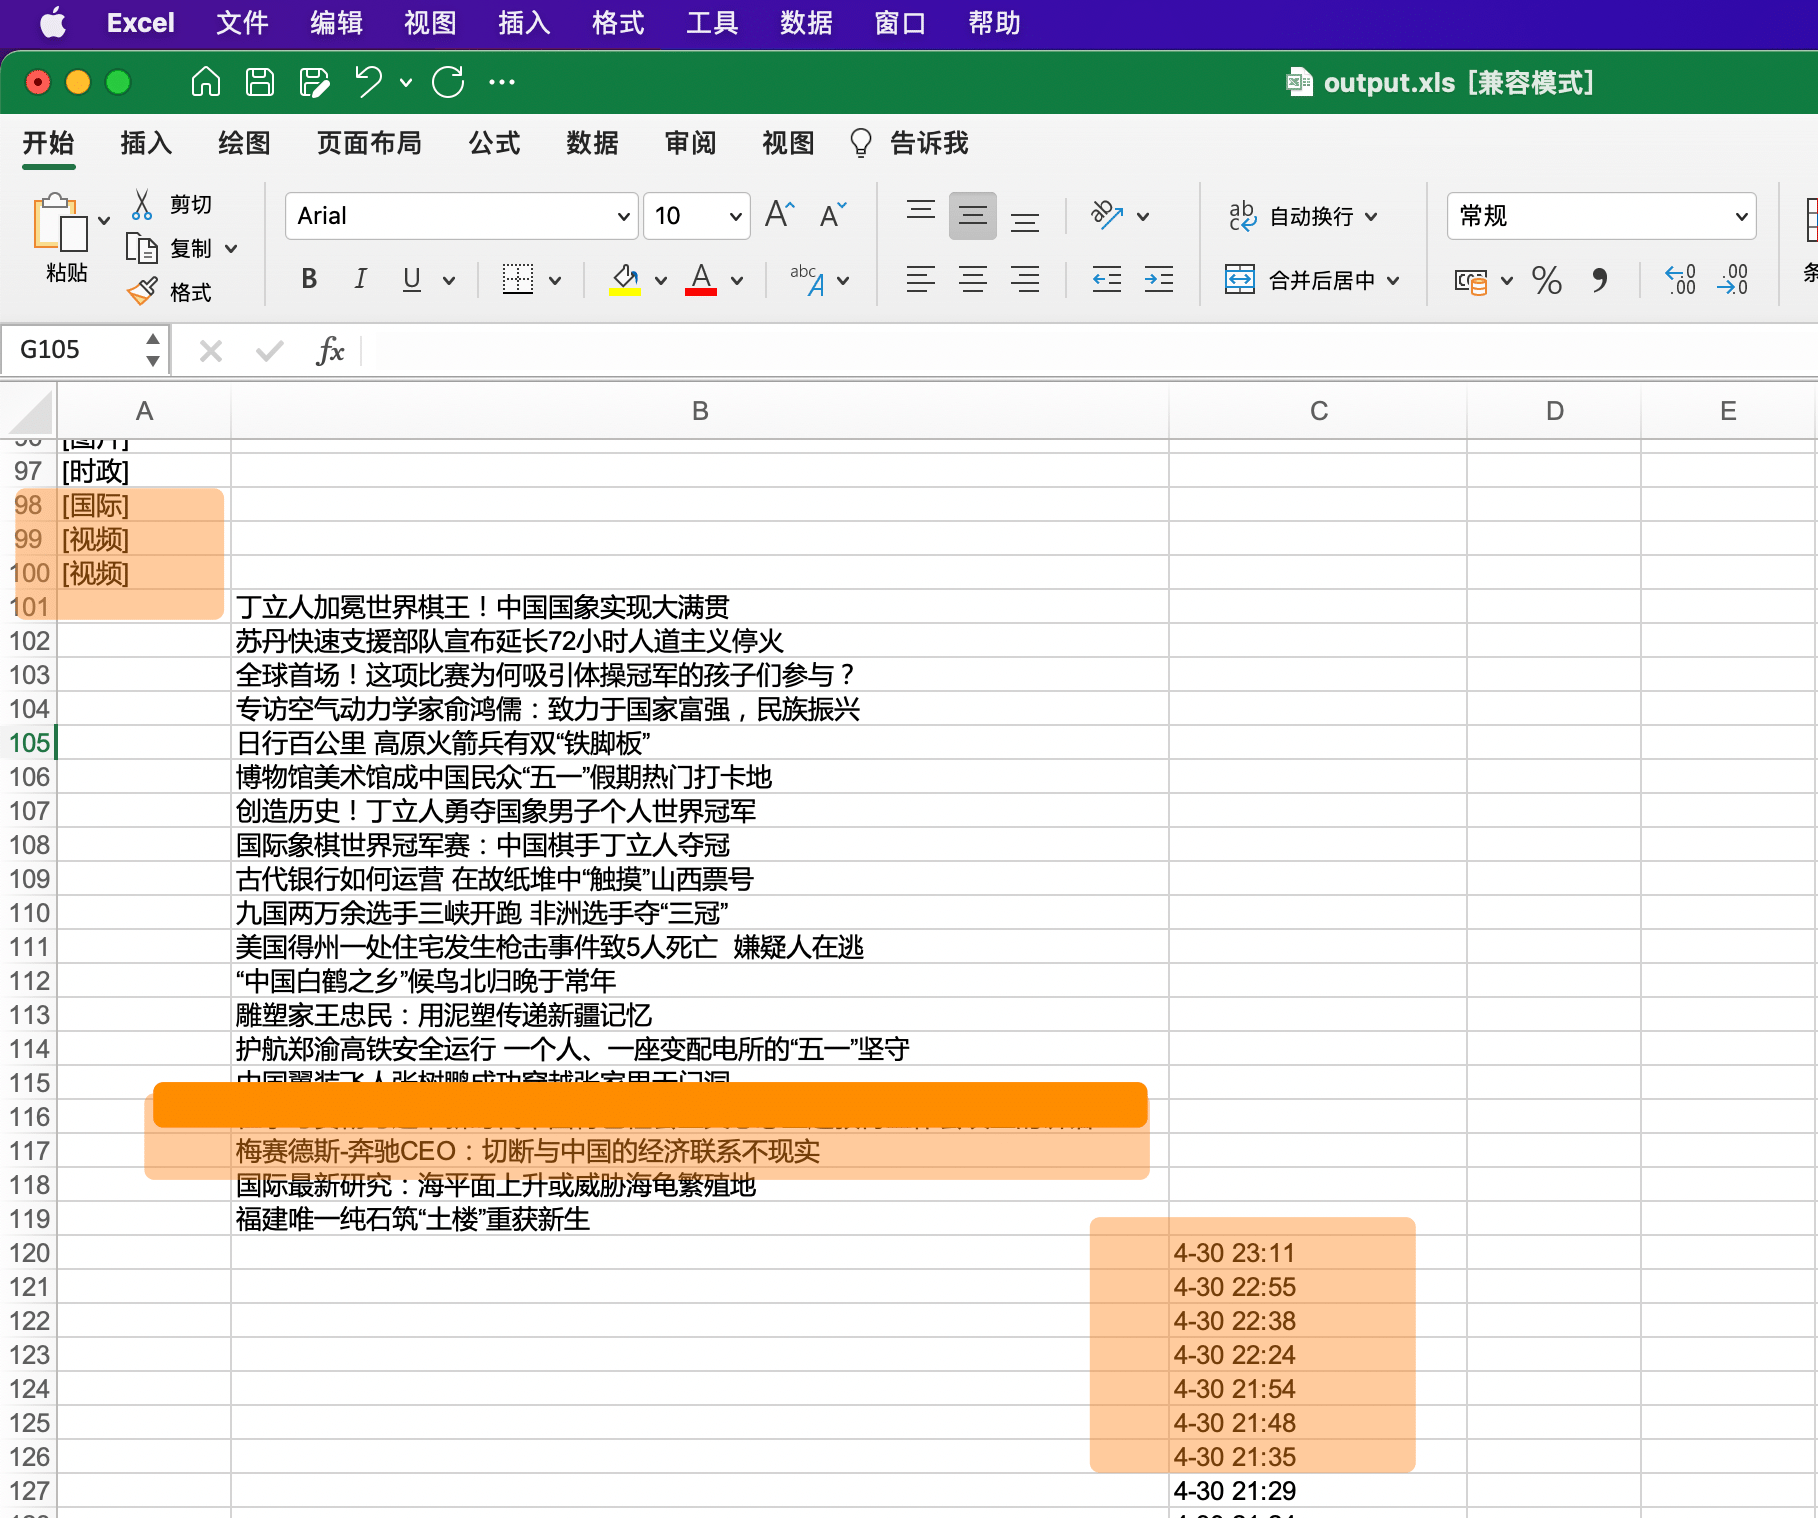 Excel 文件 编辑 视图 插入 格式 工具 数据 窗口 帮助
output.xls [兼容模式]
开始 插入 绘图 页面布局 公式 数据 审阅 视图 告诉我
粘贴 剪切 复制 格式
Arial 10 自动换行 常规
B I U 合并后居中 %
G105 fx
A B C D E
97 [时政]
98 [国际]
99 [视频]
100 [视频]
101 丁立人加冕世界棋王！中国国象实现大满贯
102 苏丹快速支援部队宣布延长72小时人道主义停火
103 全球首场！这项比赛为何吸引体操冠军的孩子们参与？
104 专访空气动力学家俞鸿儒：致力于国家富强，民族振兴
105 日行百公里 高原火箭兵有双“铁脚板”
106 博物馆美术馆成中国民众“五一”假期热门打卡地
107 创造历史！丁立人勇夺国象男子个人世界冠军
108 国际象棋世界冠军赛：中国棋手丁立人夺冠
109 古代银行如何运营 在故纸堆中“触摸”山西票号
110 九国两万余选手三峡开跑 非洲选手夺“三冠”
111 美国得州一处住宅发生枪击事件致5人死亡 嫌疑人在逃
112 “中国白鹤之乡”候鸟北归晚于常年
113 雕塑家王忠民：用泥塑传递新疆记忆
114 护航郑渝高铁安全运行 一个人、一座变配电所的“五一”坚守
115 中国翼装飞人张树鹏成功穿越张家界天门洞
116
117 梅赛德斯-奔驰CEO：切断与中国的经济联系不现实
118 国际最新研究：海平面上升或威胁海龟繁殖地
119 福建唯一纯石筑“土楼”重获新生
120 4-30 23:11
121 4-30 22:55
122 4-30 22:38
123 4-30 22:24
124 4-30 21:54
125 4-30 21:48
126 4-30 21:35
127 4-30 21:29